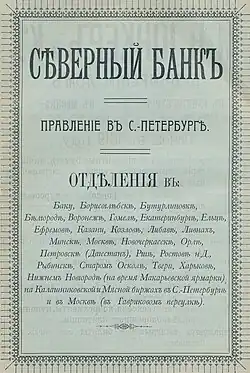 СѢВЕРНЫЙ БАНКЪ
ПРАВЛЕНІЕ ВЪ С.-ПЕТЕРБУРГѢ.
ОТДѢЛЕНІЯ ВЪ:
Баку, Борисоглѣбскѣ, Бутурлиновкѣ,
Бѣлгородѣ, Воронежѣ, Гомелѣ, Екатеринбургѣ, Ельцѣ,
Ефремовѣ, Казани, Козловѣ, Либавѣ, Ливнахъ,
Минскѣ, Москвѣ, Новочеркасскѣ, Орлѣ,
Петровскѣ (Дагестанъ), Ригѣ, Ростовѣ н/Д.,
Рыбинскѣ, Старомъ Осколѣ, Твери, Харьковѣ,
Нижнемъ Новгородѣ (на время Макарьевской ярмарки),
на Калашниковской и Мясной биржахъ въ С.-Петербургѣ
и въ Москвѣ (въ Гавриковомъ переулкѣ).